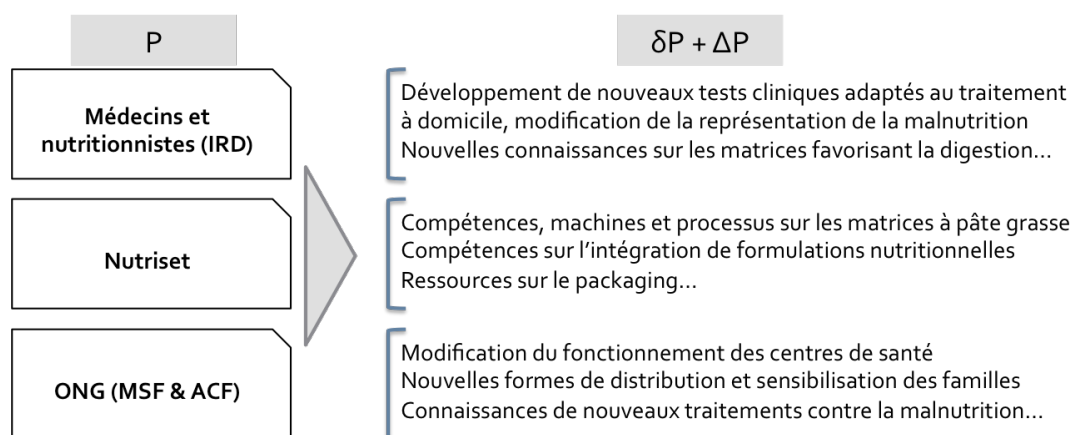 P
δP + ΔP
Médecins et
nutritionnistes (IRD)
Développement de nouveaux tests cliniques adaptés au traitement
à domicile, modification de la représentation de la malnutrition
Nouvelles connaissances sur les matrices favorisant la digestion...
Nutriset
Compétences, machines et processus sur les matrices à pâte grasse
Compétences sur l'intégration de formulations nutritionnelles
Ressources sur le packaging...
ONG (MSF & ACF)
Modification du fonctionnement des centres de santé
Nouvelles formes de distribution et sensibilisation des familles
Connaissances de nouveaux traitements contre la malnutrition...